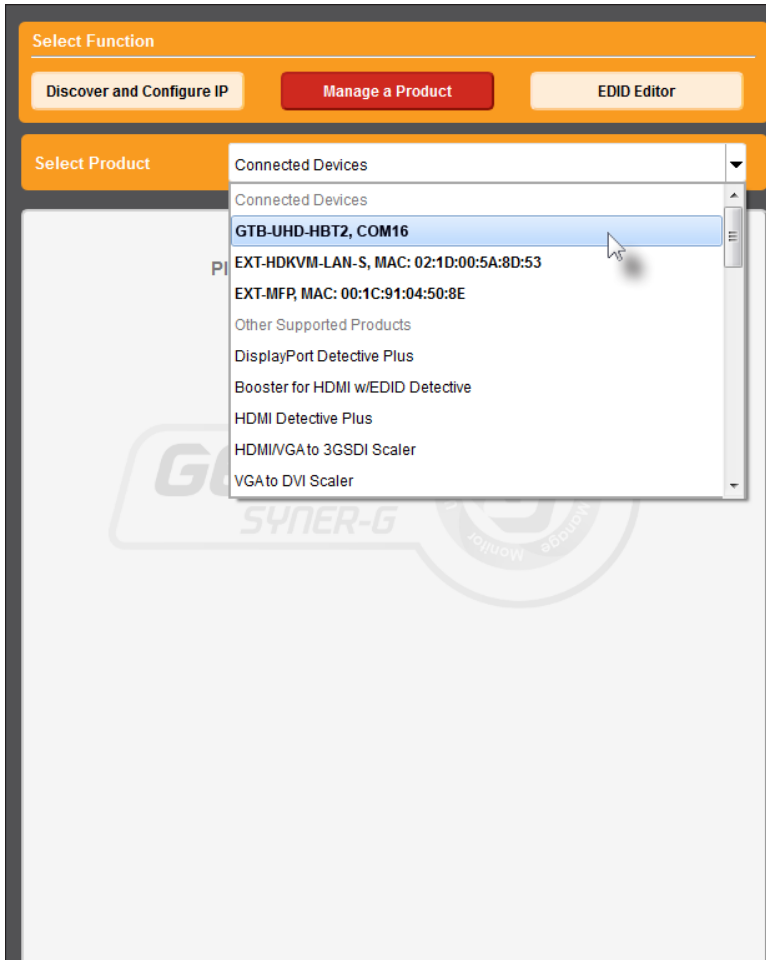 Select Function
Discover and Configure IP Manage a Product EDID Editor
Select Product Connected Devices
Connected Devices
GTB-UHD-HBT2, COM16
EXT-HDKVM-LAN-S, MAC: 02:1D:00:5A:8D:53
EXT-MFP, MAC: 00:1C:91:04:50:8E
Other Supported Products
DisplayPort Detective Plus
Booster for HDMI w/EDID Detective
HDMI Detective Plus
HDMI/VGA to 3GSDI Scaler
VGA to DVI Scaler
SYNER-G
Monitor Manage